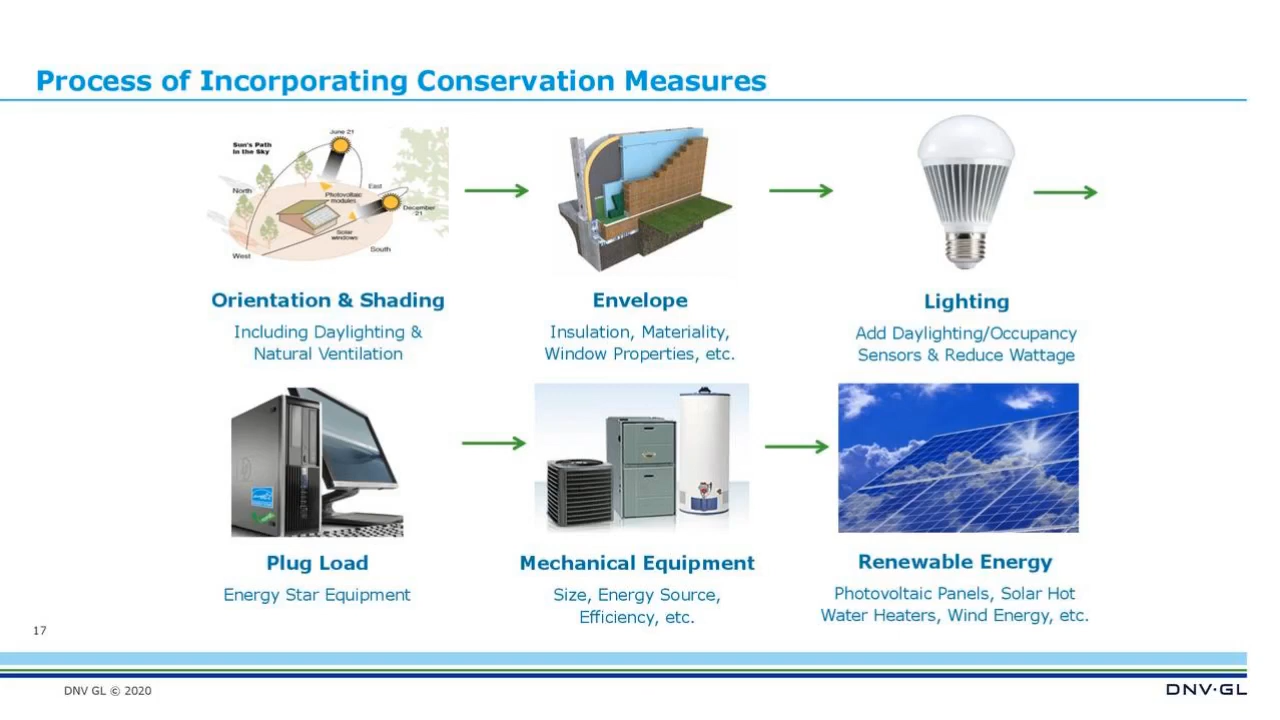 Process of Incorporating Conservation Measures
Sun's Path
in the Sky
June 21
North
East
Photovoltaic
modules
December
21
Solar
windows
South
West
Orientation & Shading
Including Daylighting &
Natural Ventilation
Envelope
Insulation, Materiality,
Window Properties, etc.
Lighting
Add Daylighting/Occupancy
Sensors & Reduce Wattage
Plug Load
Energy Star Equipment
Mechanical Equipment
Size, Energy Source,
Efficiency, etc.
Renewable Energy
Photovoltaic Panels, Solar Hot
Water Heaters, Wind Energy, etc.
17
DNV GL © 2020
DNV·GL